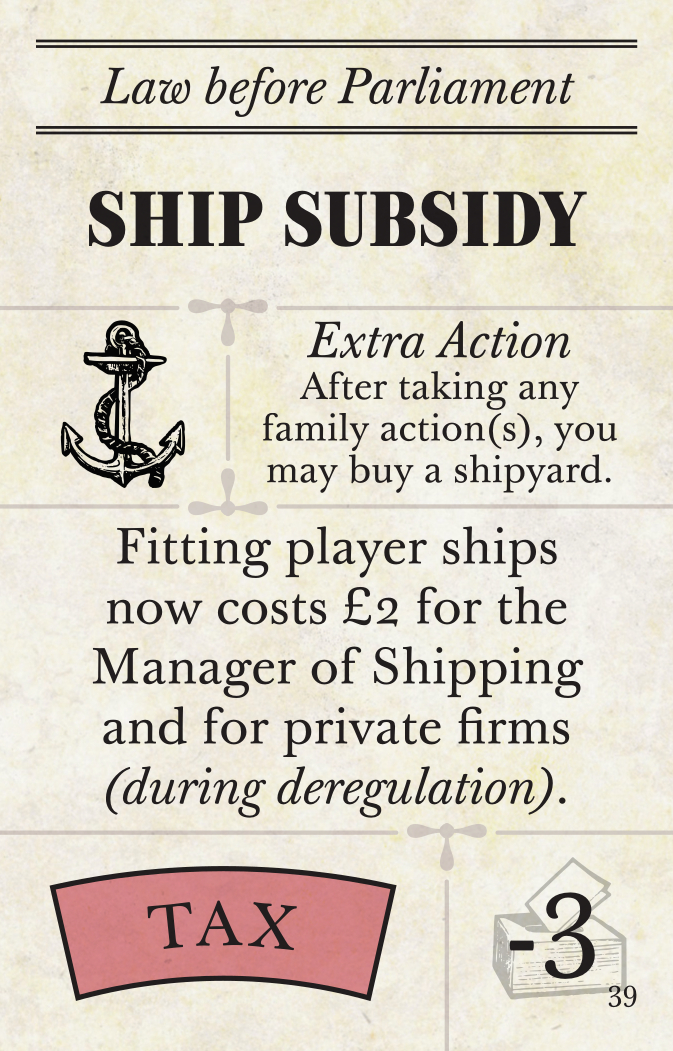 Law before Parliament
SHIP SUBSIDY
Extra Action
After taking any
family action(s), you
may buy a shipyard.
Fitting player ships
now costs £2 for the
Manager of Shipping
and for private firms
(during deregulation).
TAX
-3
39